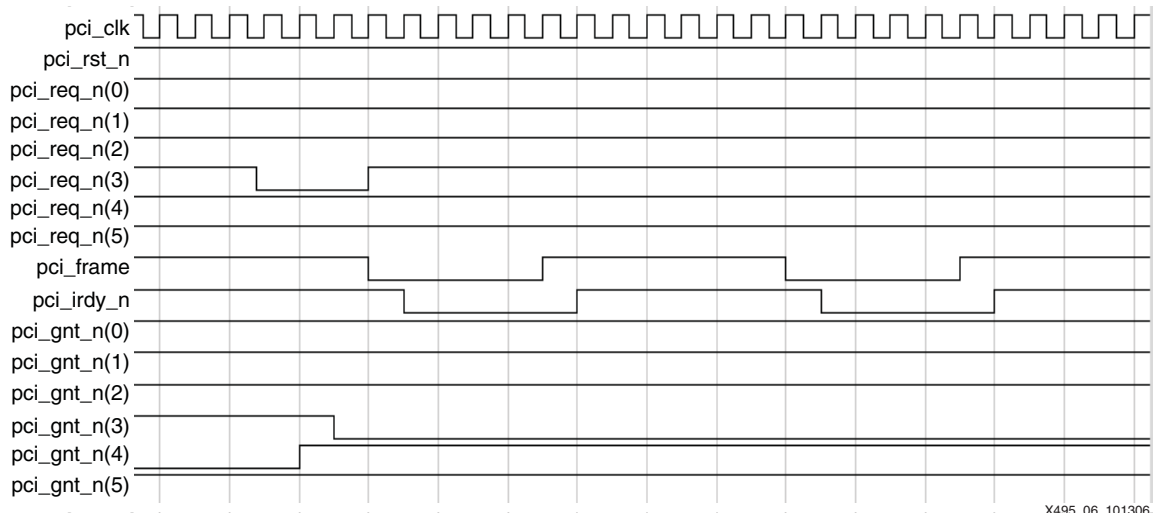 pci_clk
pci_rst_n
pci_req_n(0)
pci_req_n(1)
pci_req_n(2)
pci_req_n(3)
pci_req_n(4)
pci_req_n(5)
pci_frame
pci_irdy_n
pci_gnt_n(0)
pci_gnt_n(1)
pci_gnt_n(2)
pci_gnt_n(3)
pci_gnt_n(4)
pci_gnt_n(5)
X495_06_101306